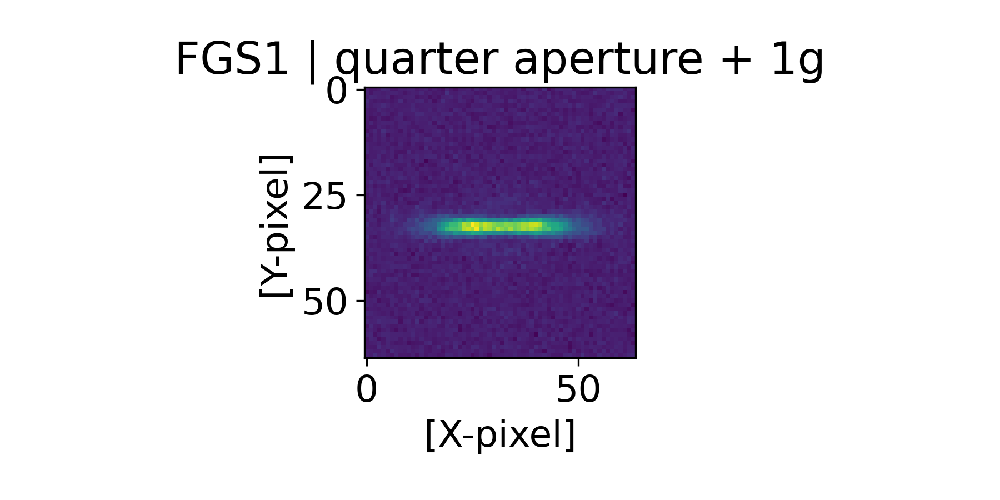 FGS1 | quarter aperture + 1g
0
25
50
[Y-pixel]
0 50
[X-pixel]